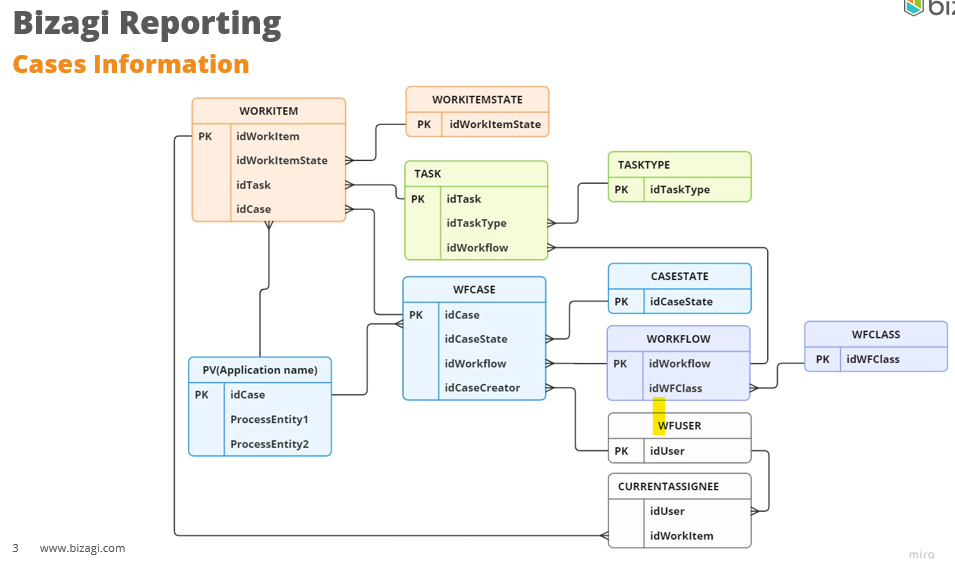 Bizagi Reporting
Cases Information
WORKITEM
PK idWorkItem
idWorkItemState
idTask
idCase
WORKITEMSTATE
PK idWorkItemState
TASK
PK idTask
idTaskType
idWorkflow
TASKTYPE
PK idTaskType
WFCASE
PK idCase
idCaseState
idWorkflow
idCaseCreator
CASESTATE
PK idCaseState
WORKFLOW
PK idWorkflow
idWFClass
WFCLASS
PK idWFClass
PV(Application name)
PK idCase
ProcessEntity1
ProcessEntity2
WFUSER
PK idUser
CURRENTASSIGNEE
idUser
idWorkItem
3 www.bizagi.com
miro